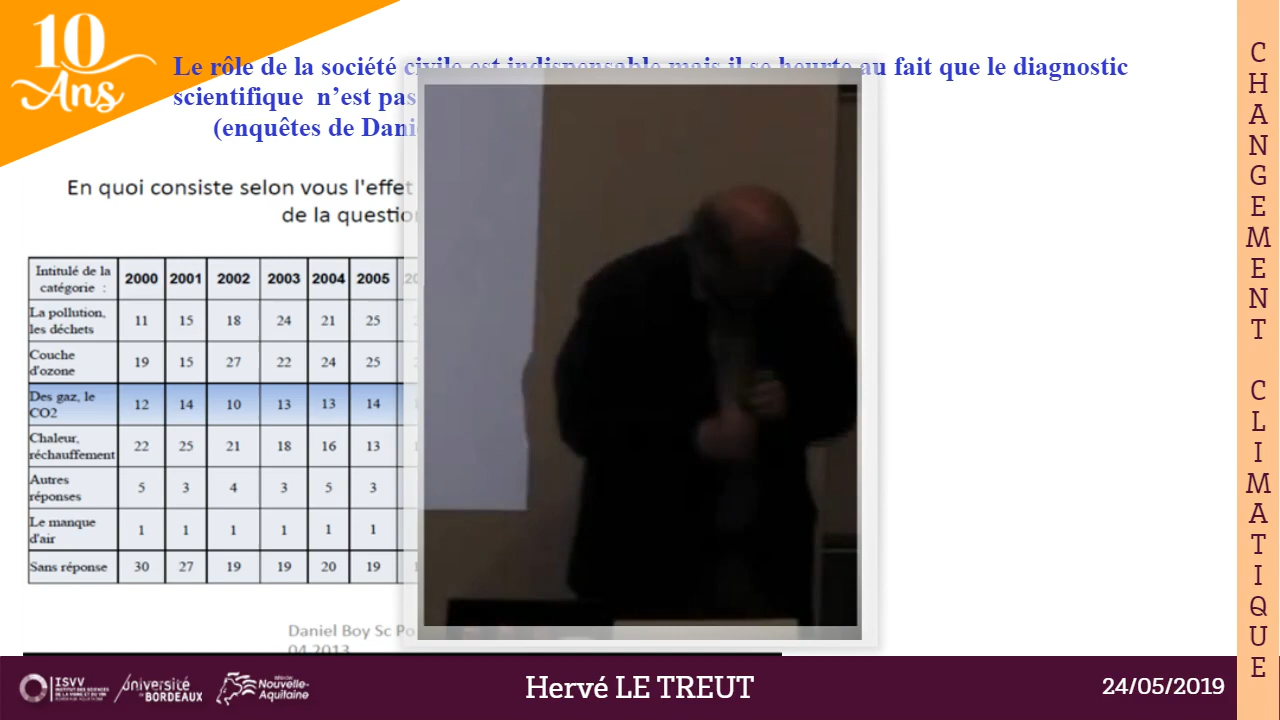 10
Ans
Le rôle de la société civile est indispensable mais il se heurte au fait que le diagnostic
scientifique n'est pas
(enquêtes de Dani
En quoi consiste selon vous l'effet
de la question
Intitulé de la catégorie : 2000 2001 2002 2003 2004 2005
La pollution, les déchets 11 15 18 24 21 25
Couche d'ozone 19 15 27 22 24 25
Des gaz, le CO2 12 14 10 13 13 14
Chaleur, réchauffement 22 25 21 18 16 13
Autres réponses 5 3 4 3 5 3
Le manque d'air 1 1 1 1 1 1
Sans réponse 30 27 19 19 20 19
Daniel Boy Sc Po
04.2013
ISVV
université de BORDEAUX
Nouvelle-Aquitaine
Hervé LE TREUT
24/05/2019
CHANGEMENT CLIMATIQUE